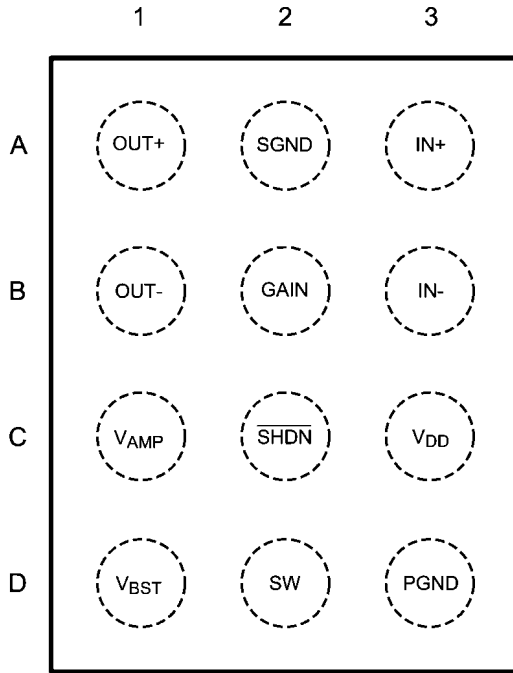 1 2 3
A OUT+ SGND IN+
B OUT- GAIN IN-
C VAMP SHDN VDD
D VBST SW PGND